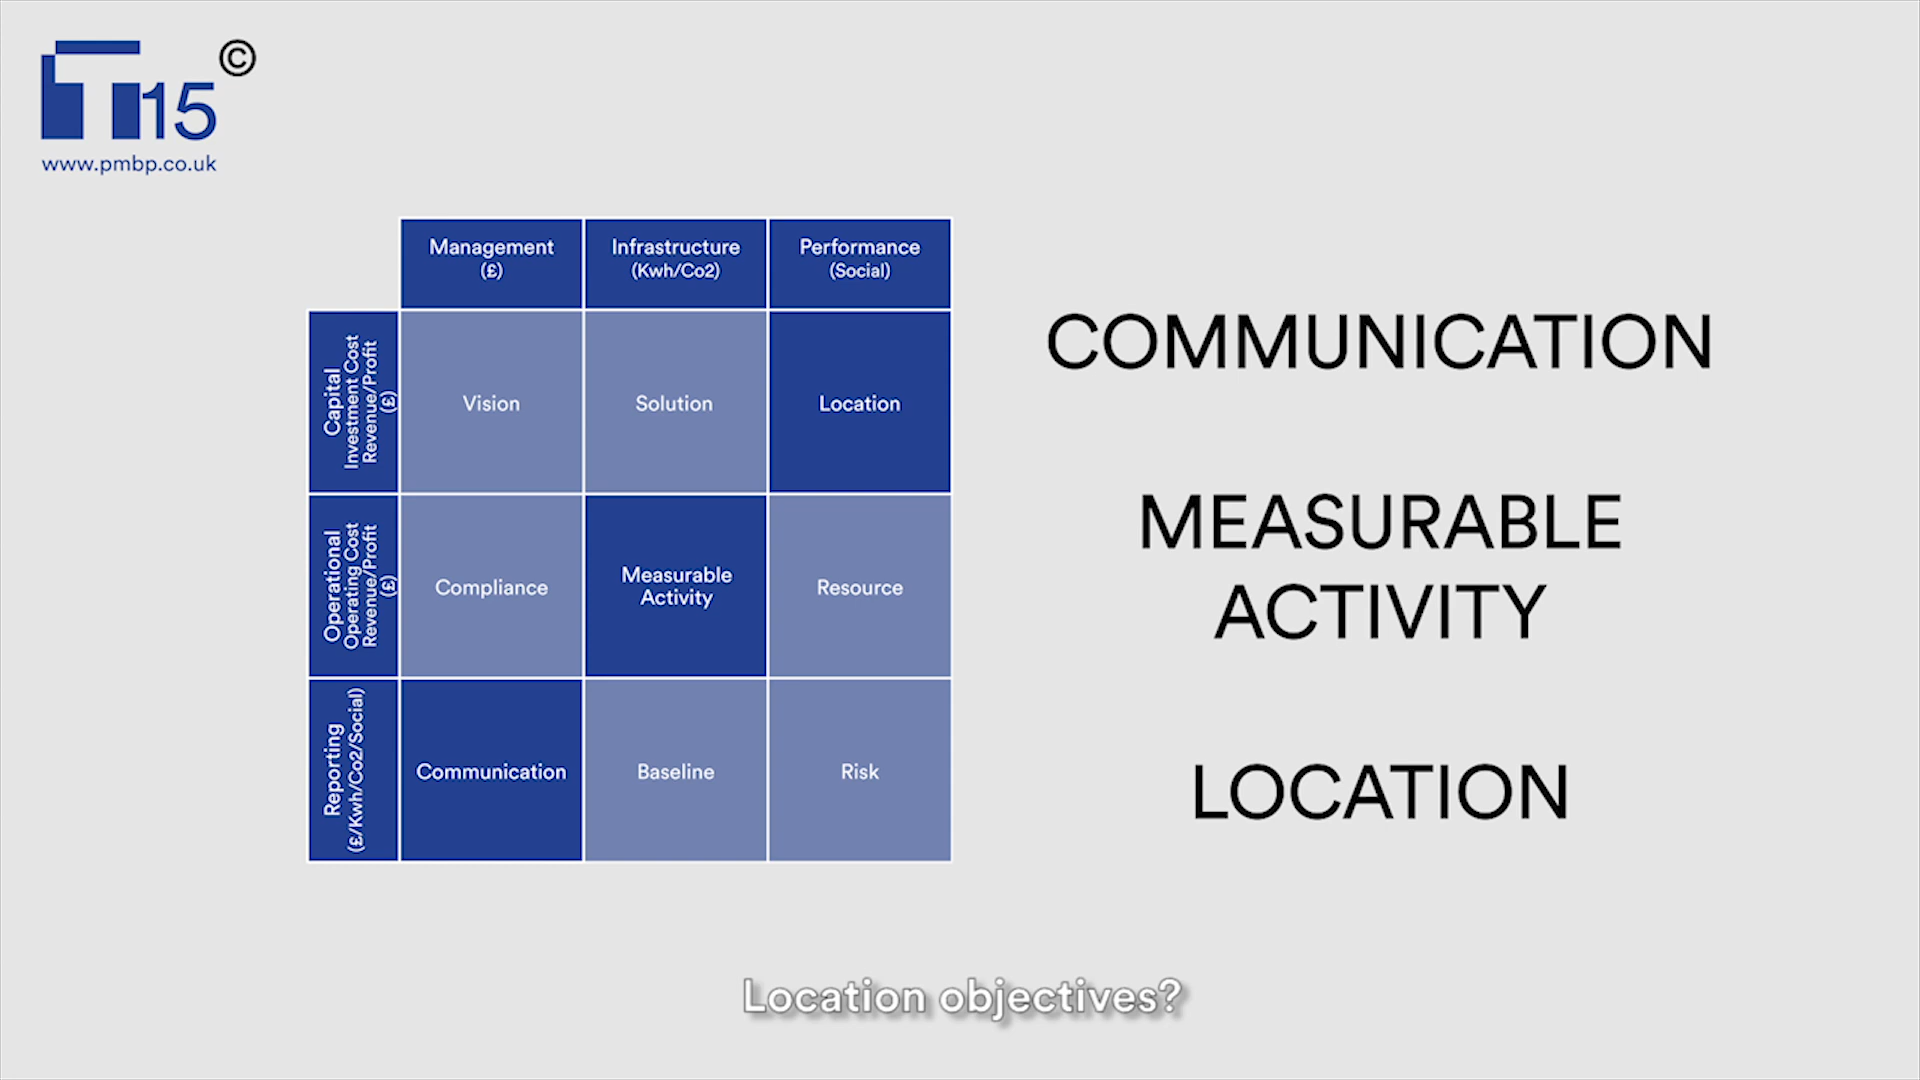 T15©
www.pmbp.co.uk
Management
(£)
Infrastructure
(Kwh/Co2)
Performance
(Social)
Capital
Investment Cost
Revenue/Profit
(£)
Vision
Solution
Location
Operational
Operating Cost
Revenue/Profit
(£)
Compliance
Measurable
Activity
Resource
Reporting
(£/Kwh/Co2/Social)
Communication
Baseline
Risk
COMMUNICATION
MEASURABLE
ACTIVITY
LOCATION
Location objectives?